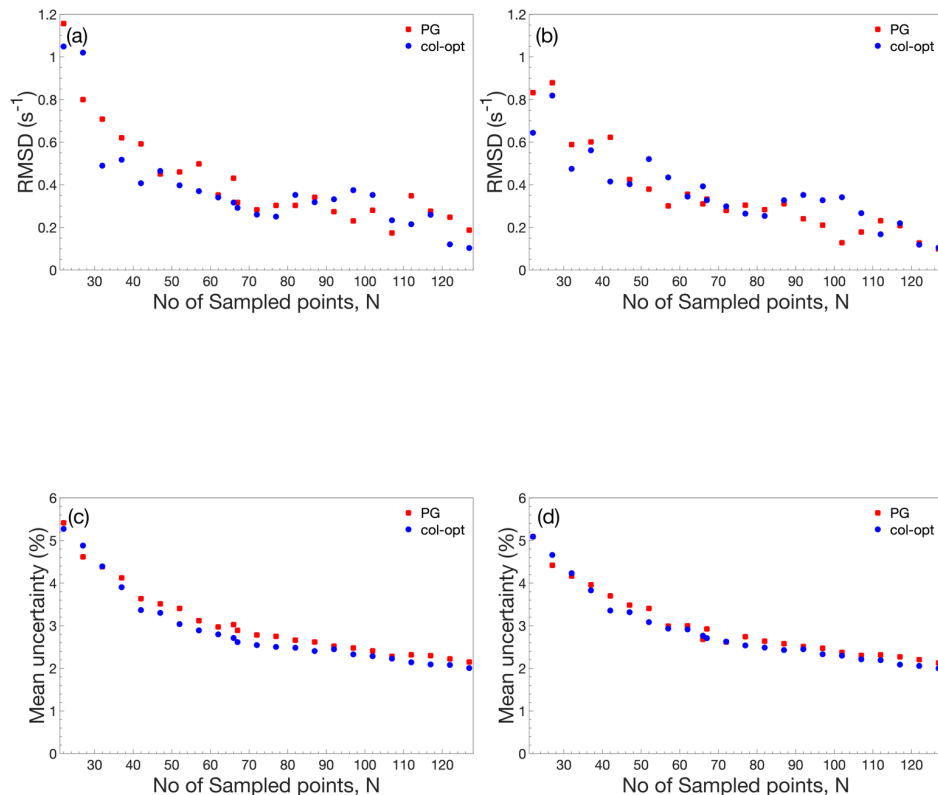 (a)
PG
col-opt
RMSD (s⁻¹)
1.2
1
0.8
0.6
0.4
0.2
0
30 40 50 60 70 80 90 100 110 120
No of Sampled points, N
(b)
PG
col-opt
RMSD (s⁻¹)
1.2
1
0.8
0.6
0.4
0.2
0
30 40 50 60 70 80 90 100 110 120
No of Sampled points, N
(c)
PG
col-opt
Mean uncertainty (%)
6
5
4
3
2
1
0
30 40 50 60 70 80 90 100 110 120
No of Sampled points, N
(d)
PG
col-opt
Mean uncertainty (%)
6
5
4
3
2
1
0
30 40 50 60 70 80 90 100 110 120
No of Sampled points, N